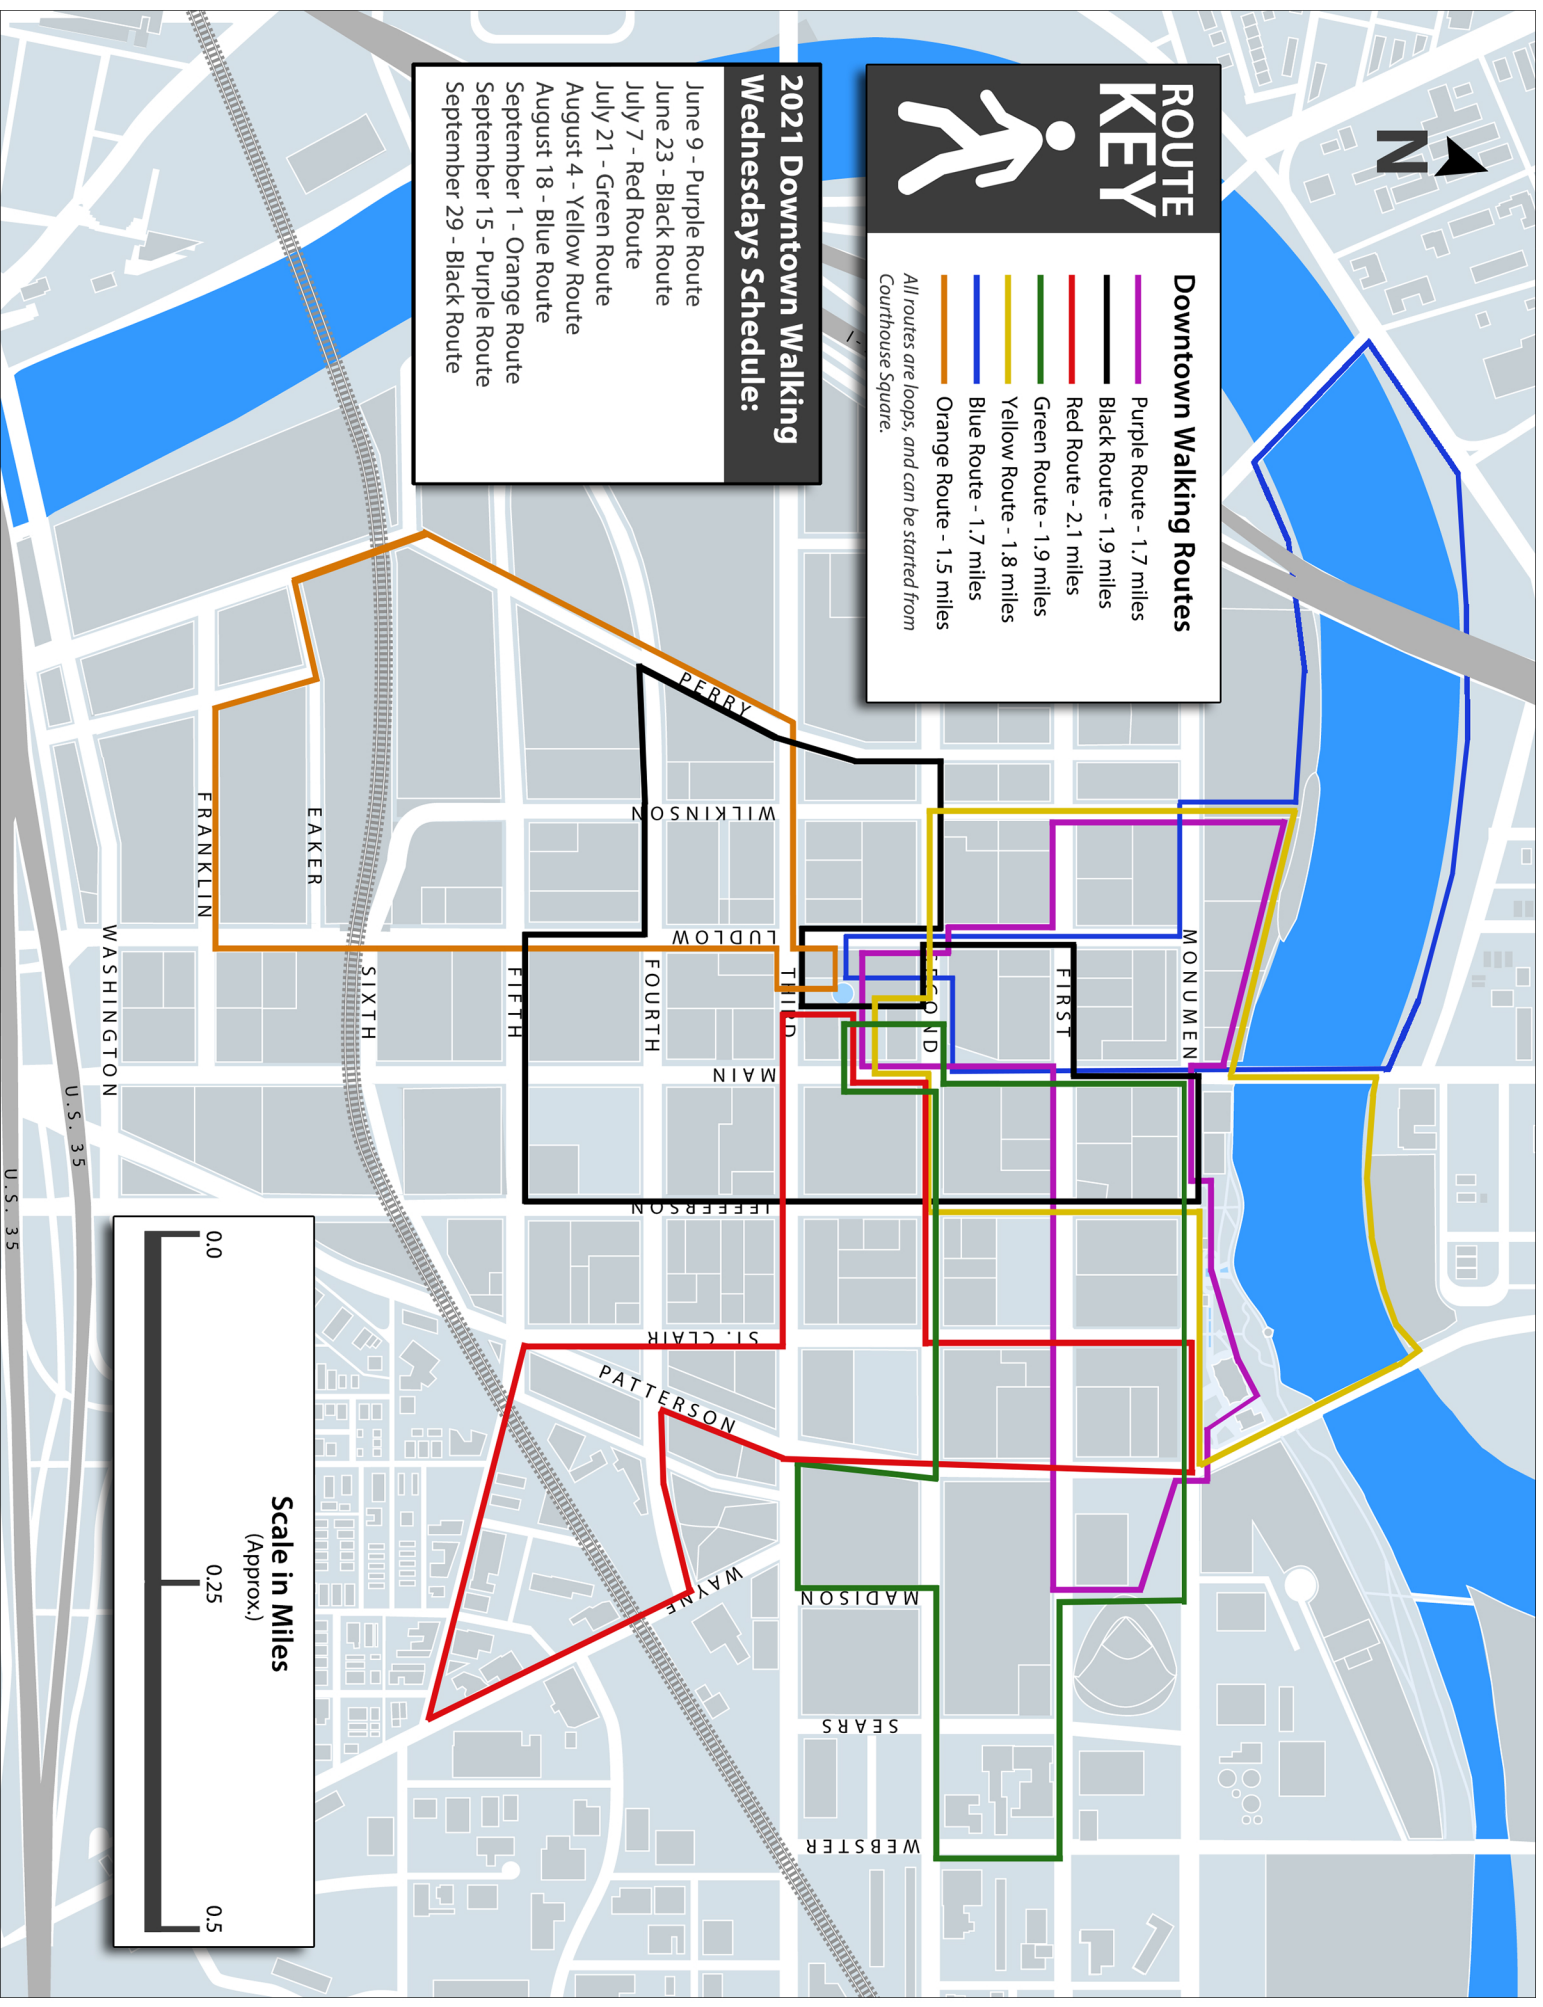 ROUTE
KEY
Downtown Walking Routes
Purple Route - 1.7 miles
Black Route - 1.9 miles
Red Route - 2.1 miles
Green Route - 1.9 miles
Yellow Route - 1.8 miles
Blue Route - 1.7 miles
Orange Route - 1.5 miles
All routes are loops, and can be started from
Courthouse Square.
2021 Downtown Walking
Wednesdays Schedule:
June 9 - Purple Route
June 23 - Black Route
July 7 - Red Route
July 21 - Green Route
August 4 - Yellow Route
August 18 - Blue Route
September 1 - Orange Route
September 15 - Purple Route
September 29 - Black Route
N
I-
MONUMEN
FIRST
SECOND
THIRD
FOURTH
FIFTH
SIXTH
EAKER
FRANKLIN
WASHINGTON
U.S. 35
U.S. 35
PERRY
WILKINSON
LUDLOW
MAIN
JEFFERSON
ST. CLAIR
PATTERSON
WAYNE
MADISON
SEARS
WEBSTER
Scale in Miles
(Approx.)
0.0
0.25
0.5